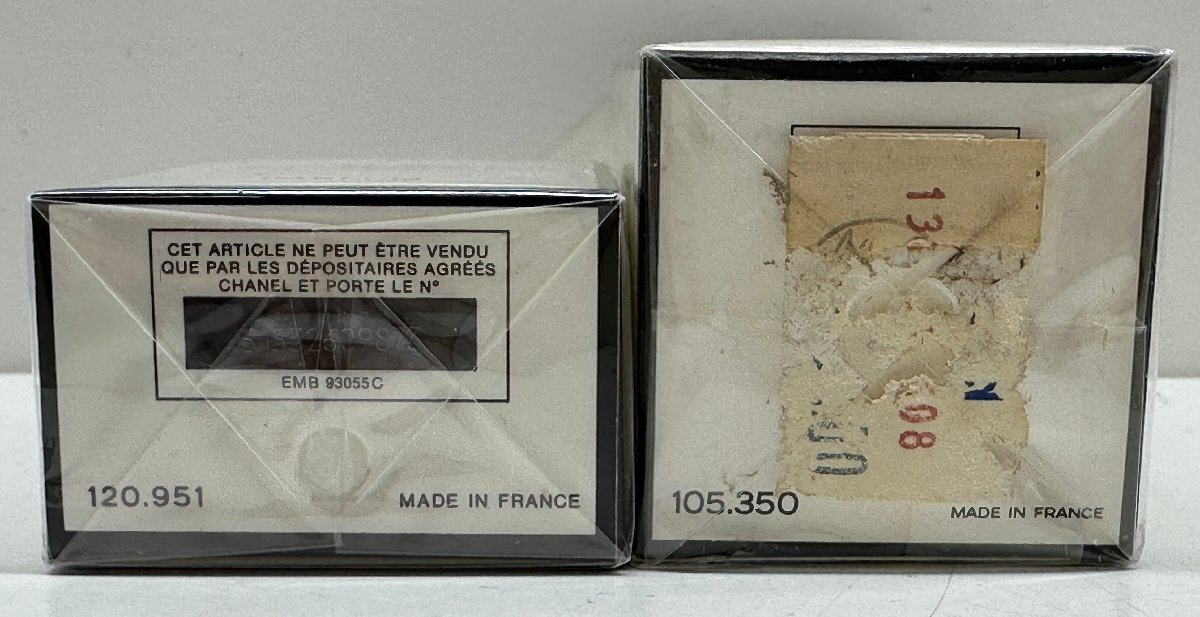 CET ARTICLE NE PEUT ÊTRE VENDU
QUE PAR LES DÉPOSITAIRES AGRÉÉS
CHANEL ET PORTE LE Nº
EMB 93055C
120.951
MADE IN FRANCE
105.350
MADE IN FRANCE